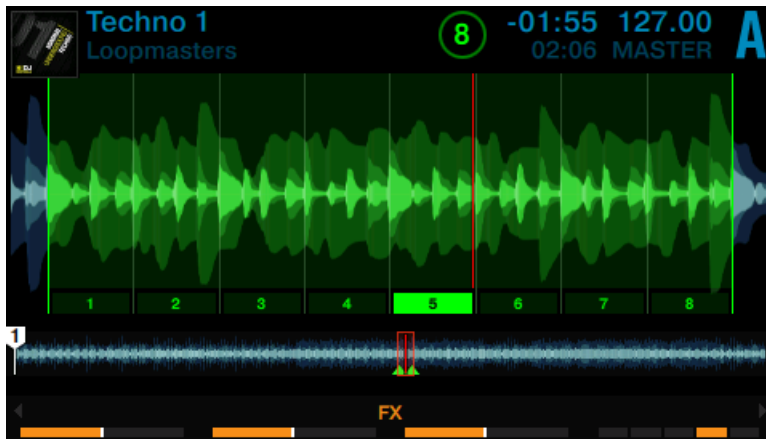 Techno 1
Loopmasters
8
-01:55 127.00
02:06 MASTER
A
1 2 3 4 5 6 7 8
1
FX